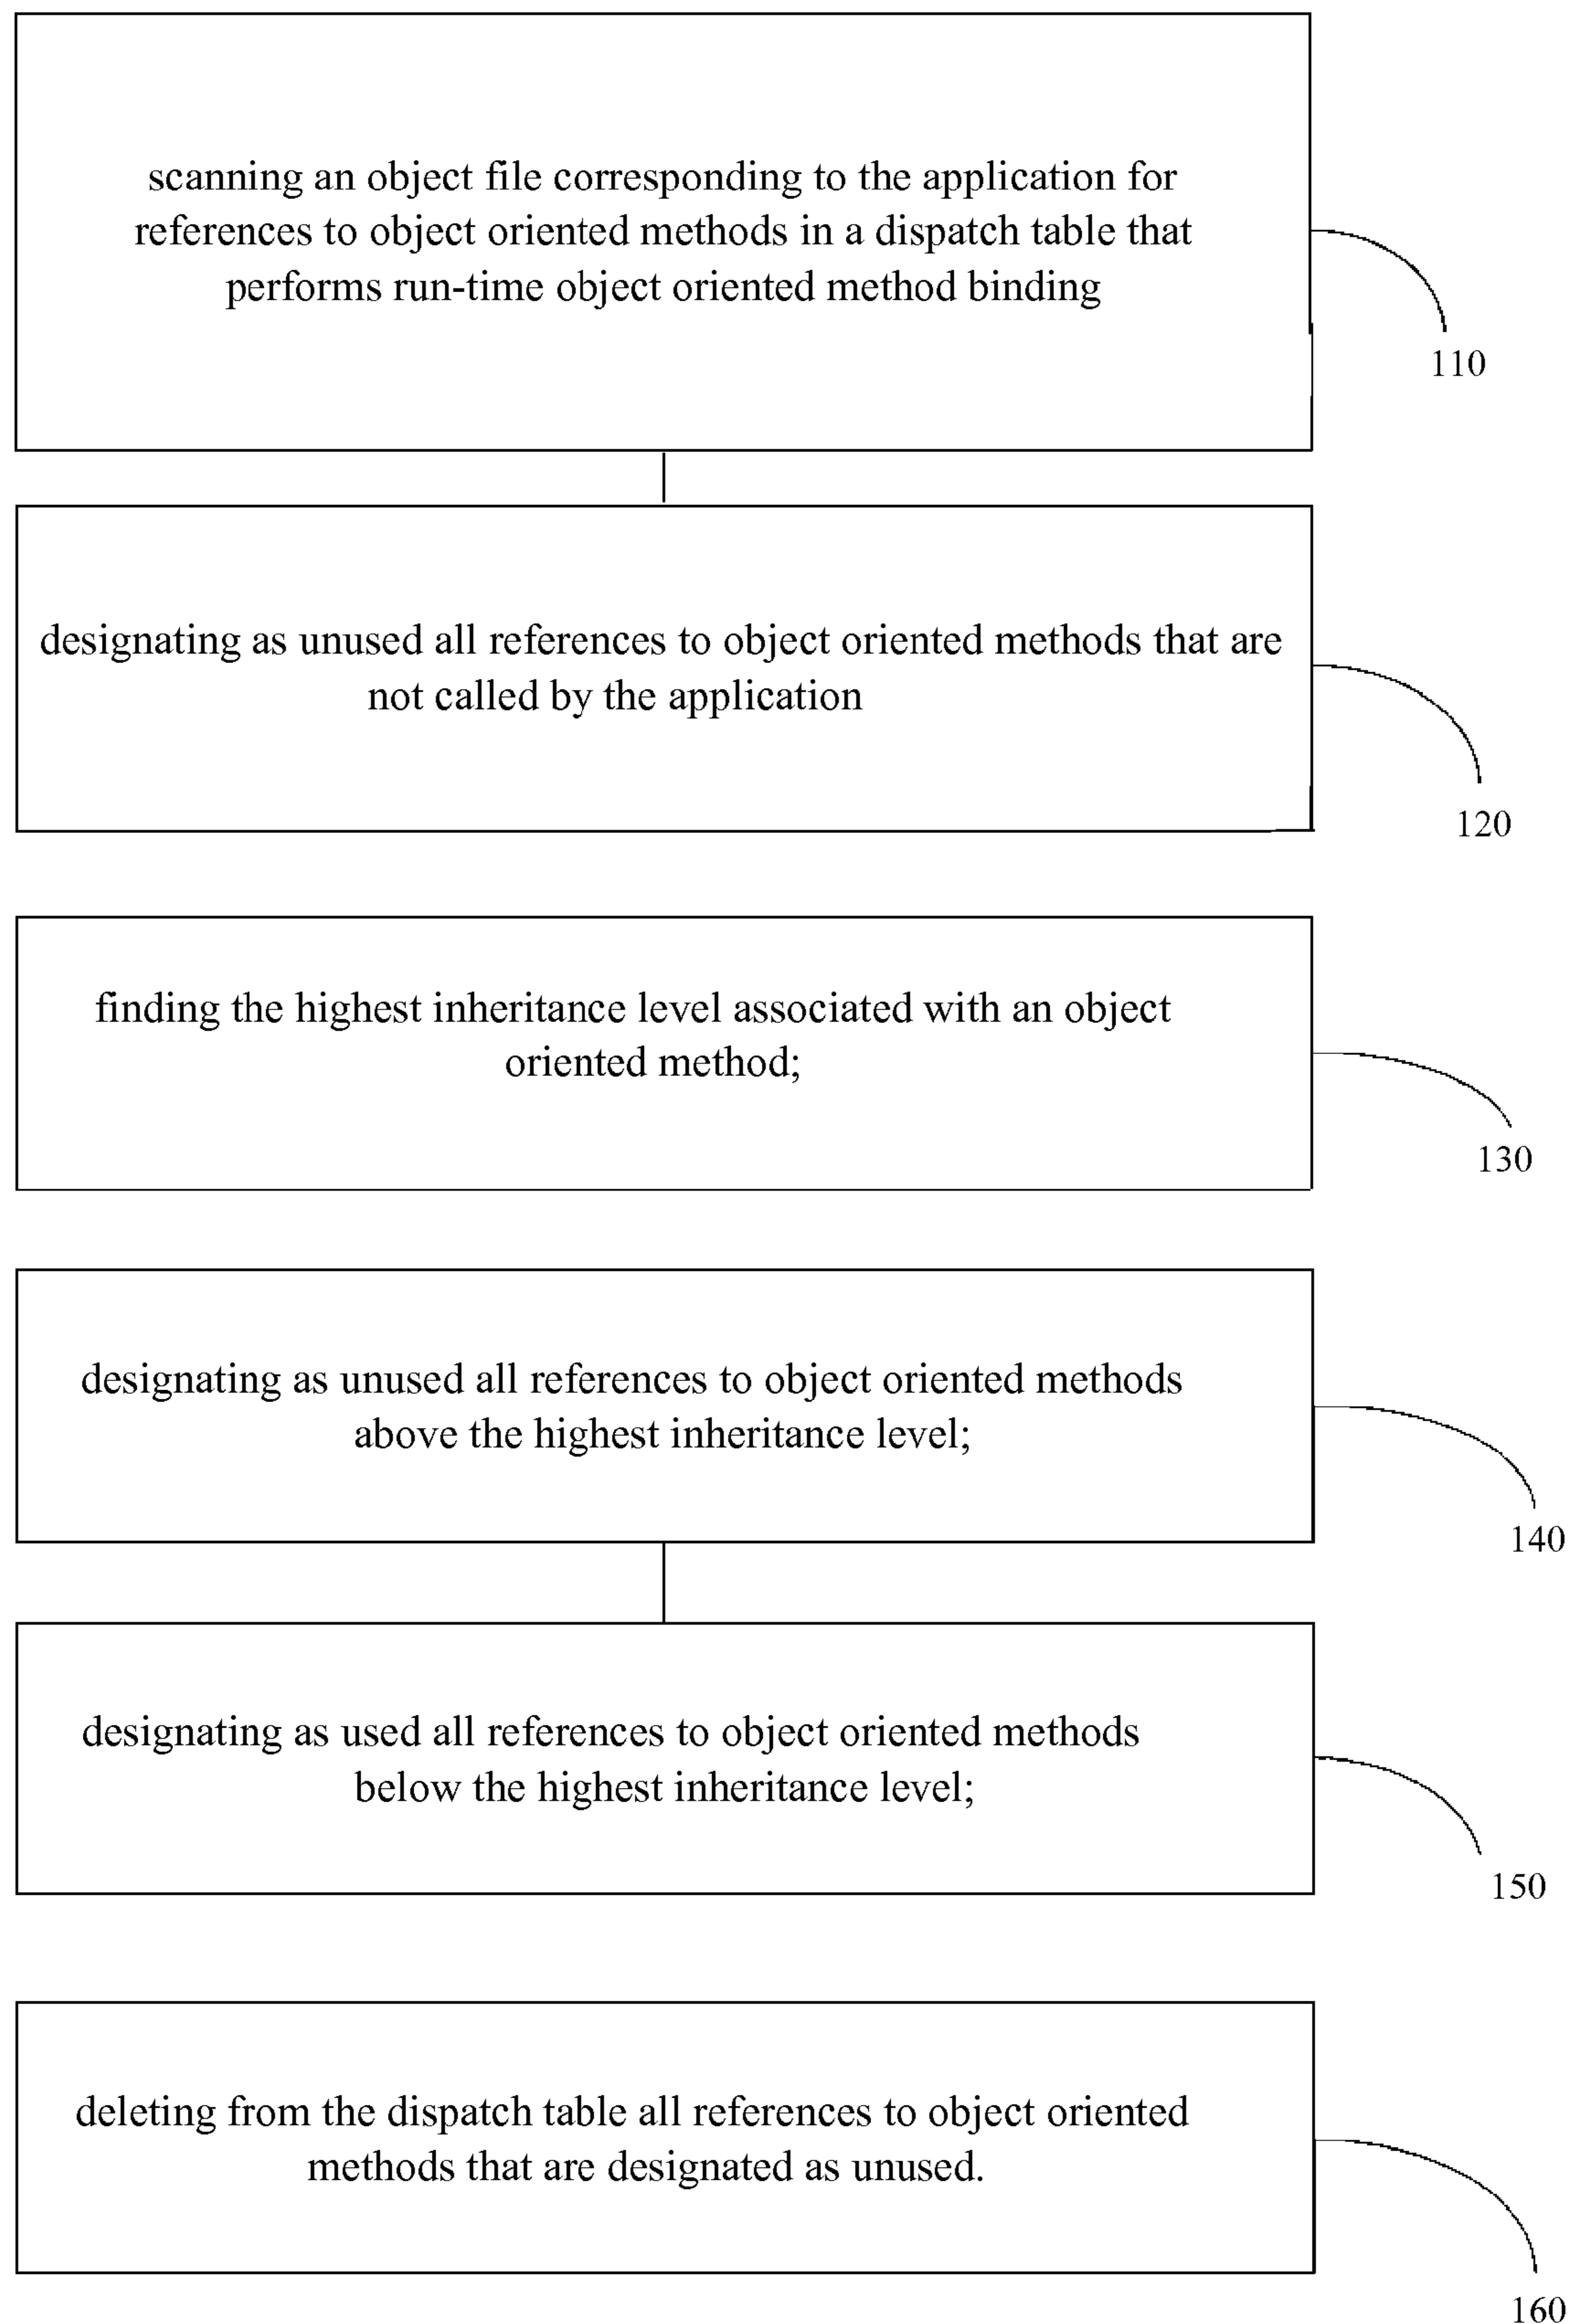 scanning an object file corresponding to the application for
references to object oriented methods in a dispatch table that
performs run-time object oriented method binding
110
designating as unused all references to object oriented methods that are
not called by the application
120
finding the highest inheritance level associated with an object
oriented method;
130
designating as unused all references to object oriented methods
above the highest inheritance level;
140
designating as used all references to object oriented methods
below the highest inheritance level;
150
deleting from the dispatch table all references to object oriented
methods that are designated as unused.
160